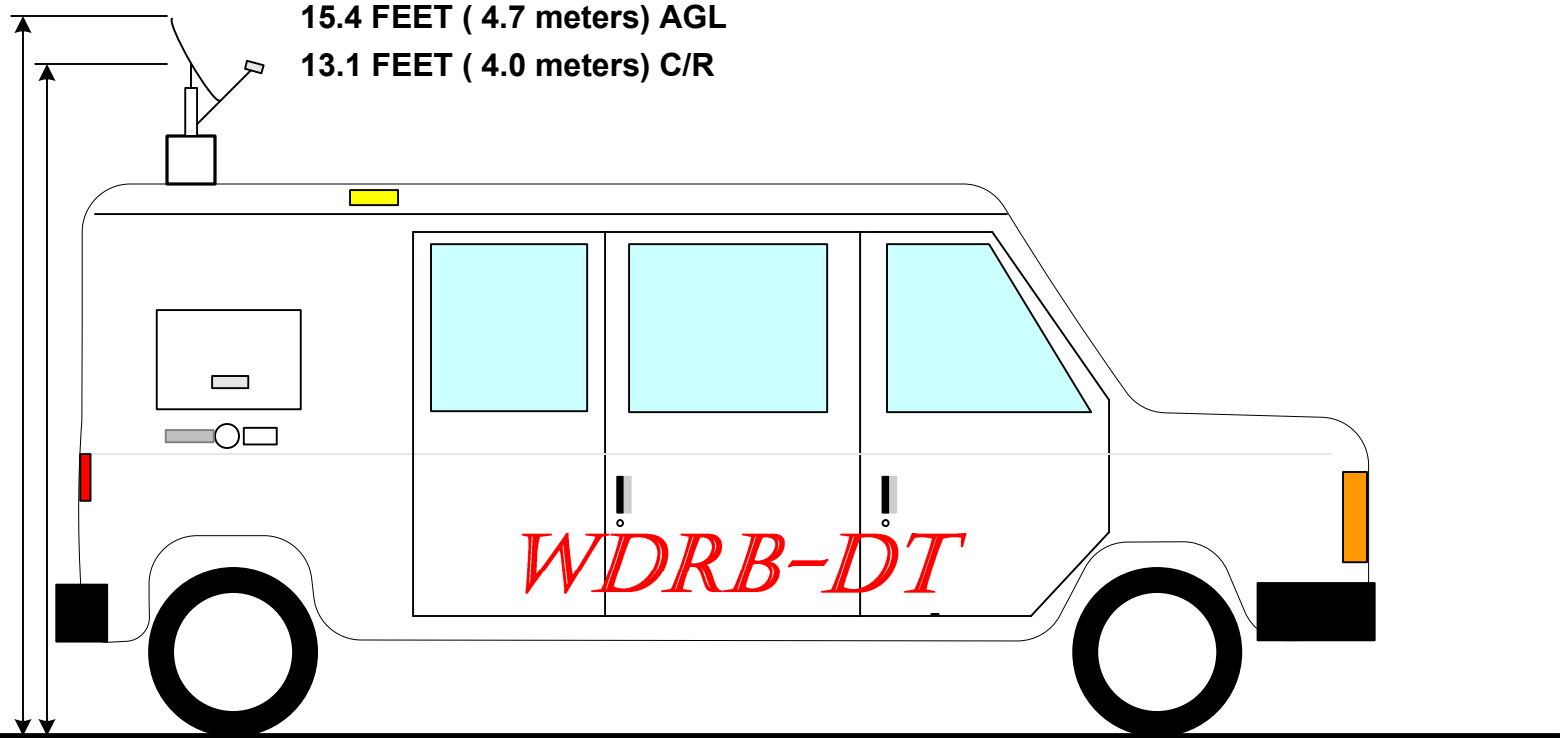 15.4 FEET ( 4.7 meters) AGL
13.1 FEET ( 4.0 meters) C/R
WDRB-DT